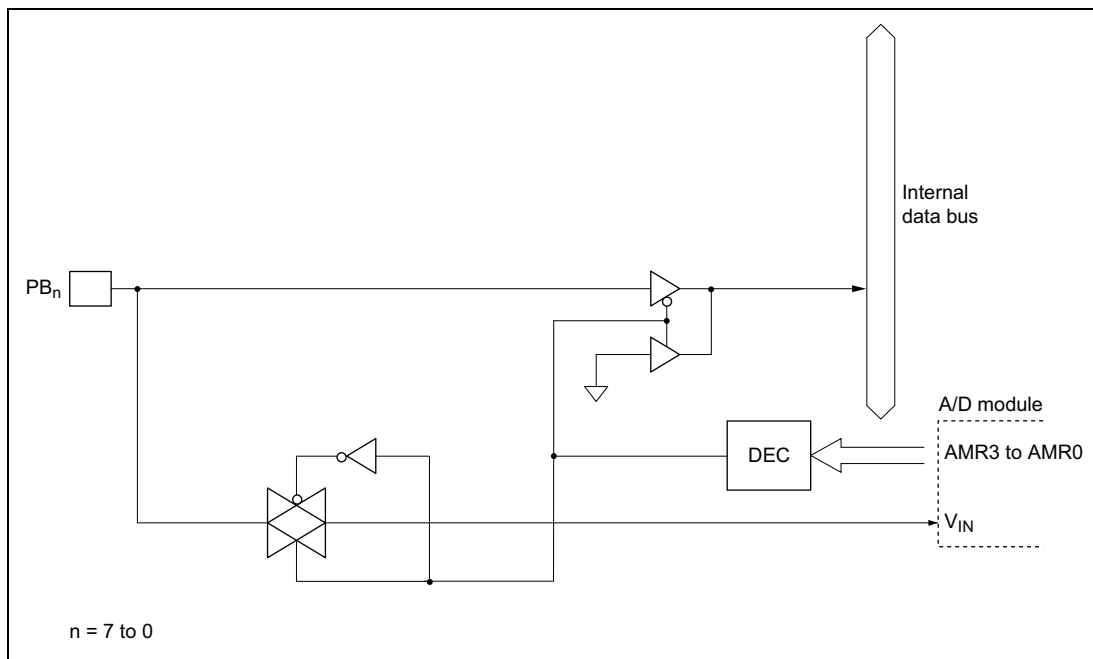 Internal
data bus
PBn
A/D module
DEC
AMR3 to AMR0
VIN
n = 7 to 0